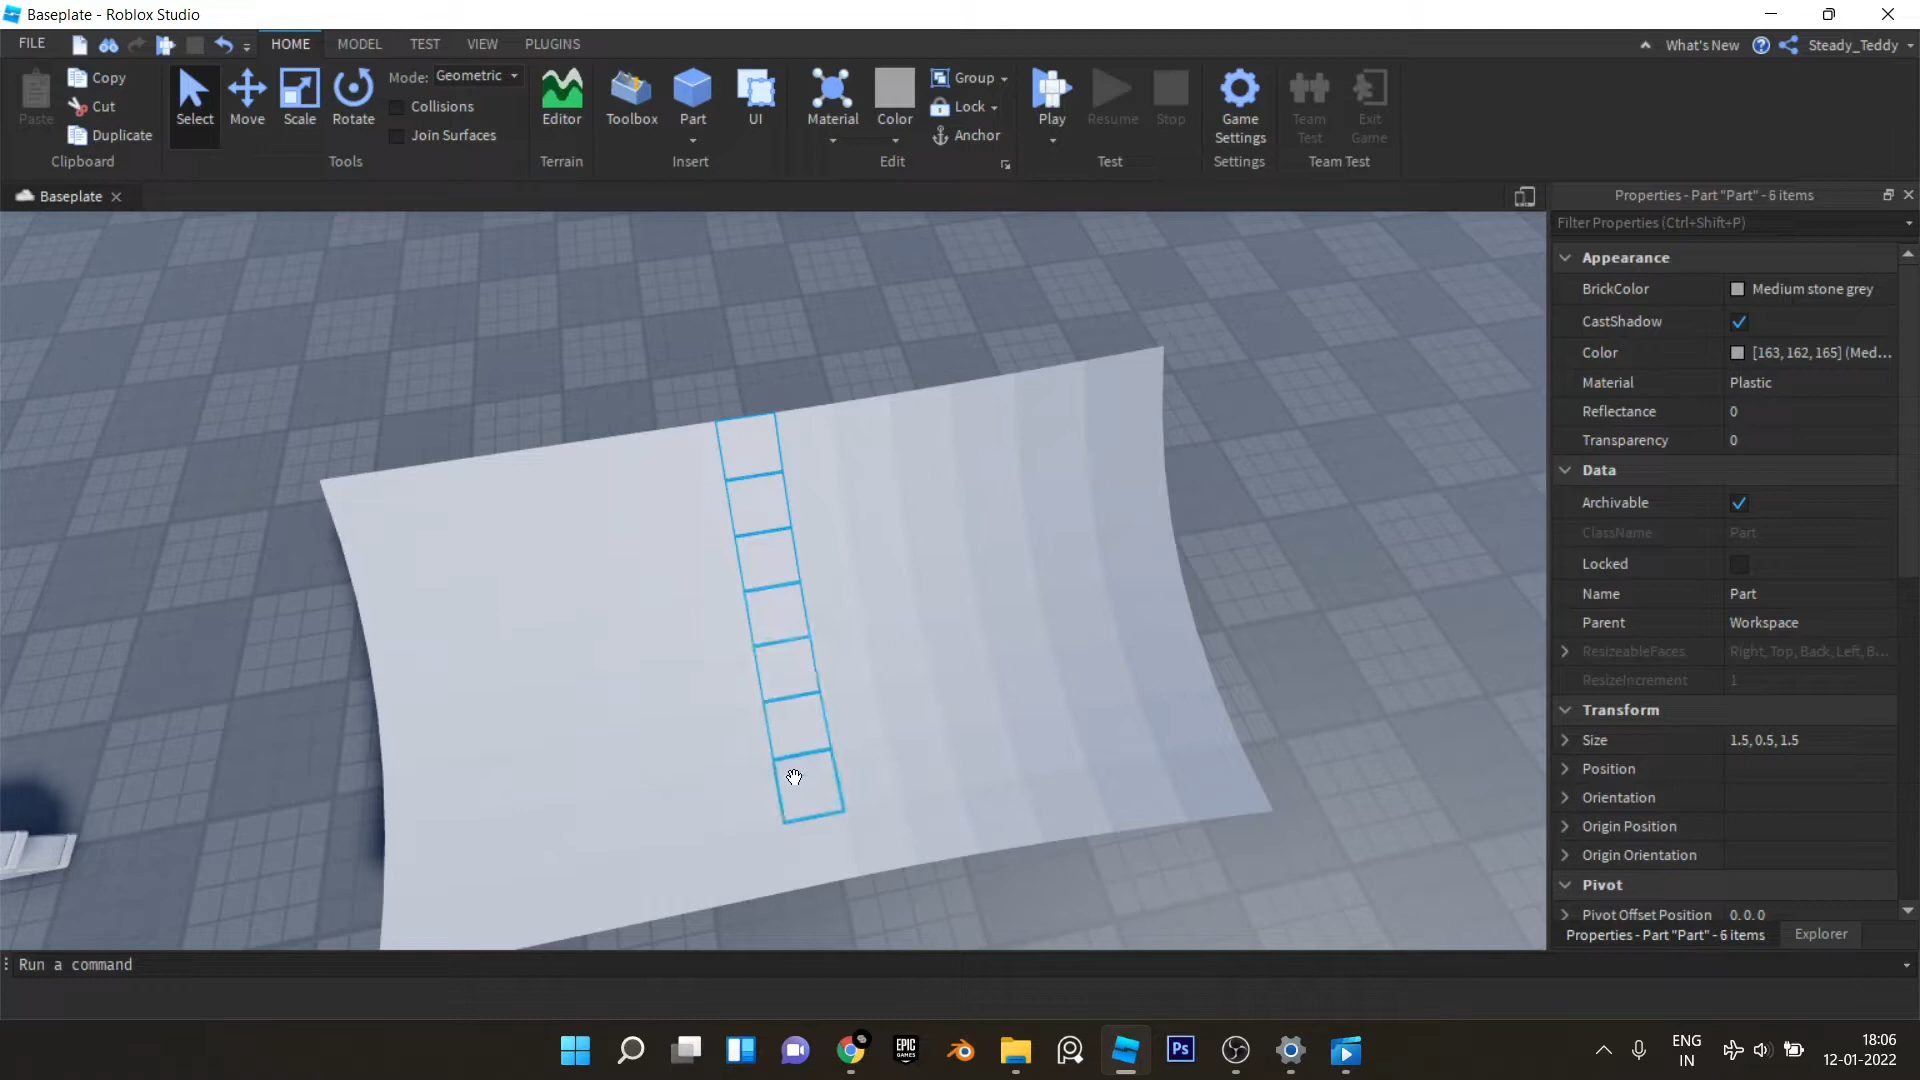 Baseplate - Roblox Studio
FILE
HOME
MODEL
TEST
VIEW
PLUGINS
What's New
Steady_Teddy
Paste
Copy
Cut
Duplicate
Clipboard
Select
Move
Scale
Rotate
Mode: Geometric
Collisions
Join Surfaces
Tools
Editor
Terrain
Toolbox
Part
UI
Insert
Material
Color
Group
Lock
Anchor
Edit
Play
Resume
Stop
Test
Game Settings
Settings
Team Test
Exit Game
Team Test
Baseplate
Properties - Part "Part" - 6 items
Filter Properties (Ctrl+Shift+P)
Appearance
BrickColor Medium stone grey
CastShadow
Color [163, 162, 165] (Med...
Material Plastic
Reflectance 0
Transparency 0
Data
Archivable
ClassName Part
Locked
Name Part
Parent Workspace
ResizeableFaces Right, Top, Back, Left, B...
ResizeIncrement 1
Transform
Size 1.5, 0.5, 1.5
Position
Orientation
Origin Position
Origin Orientation
Pivot
Pivot Offset Position 0, 0, 0
Properties - Part "Part" - 6 items
Explorer
Run a command
EPIC GAMES
Ps
ENG
IN
18:06
12-01-2022